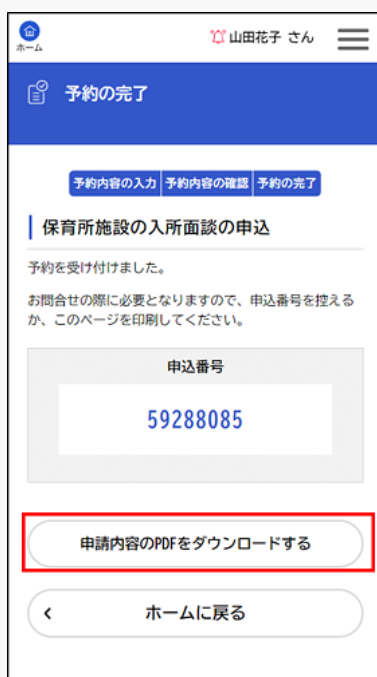 ホーム
山田花子 さん
予約の完了
予約内容の入力 予約内容の確認 予約の完了
保育所施設の入所面談の申込
予約を受け付けました。
お問合せの際に必要となりますので、申込番号を控える
か、このページを印刷してください。
申込番号
59288085
申請内容のPDFをダウンロードする
ホームに戻る